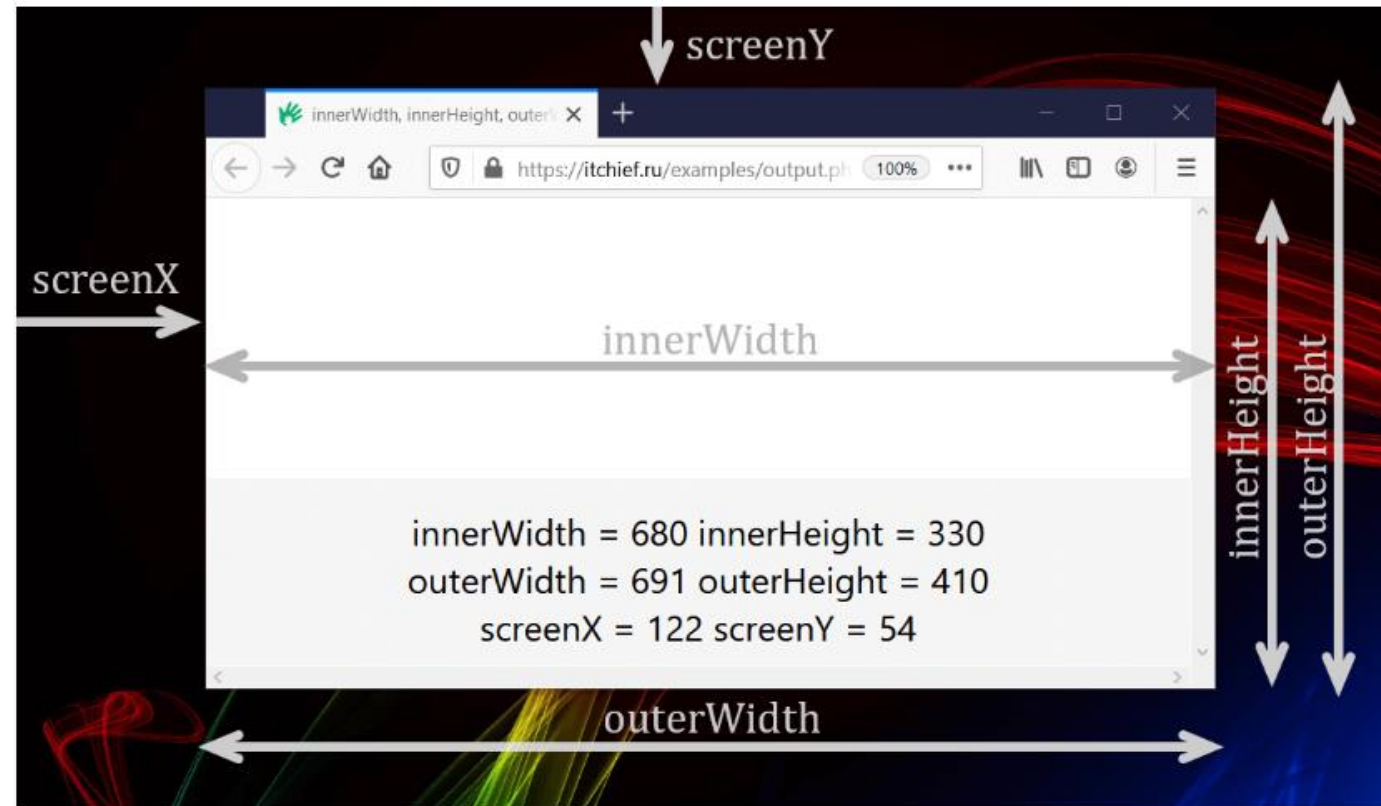 screenY
innerWidth, innerHeight, outer
https://itchief.ru/examples/output.ph 100%
screenX
innerWidth
innerHeight
outerHeight
innerWidth = 680 innerHeight = 330
outerWidth = 691 outerHeight = 410
screenX = 122 screenY = 54
outerWidth